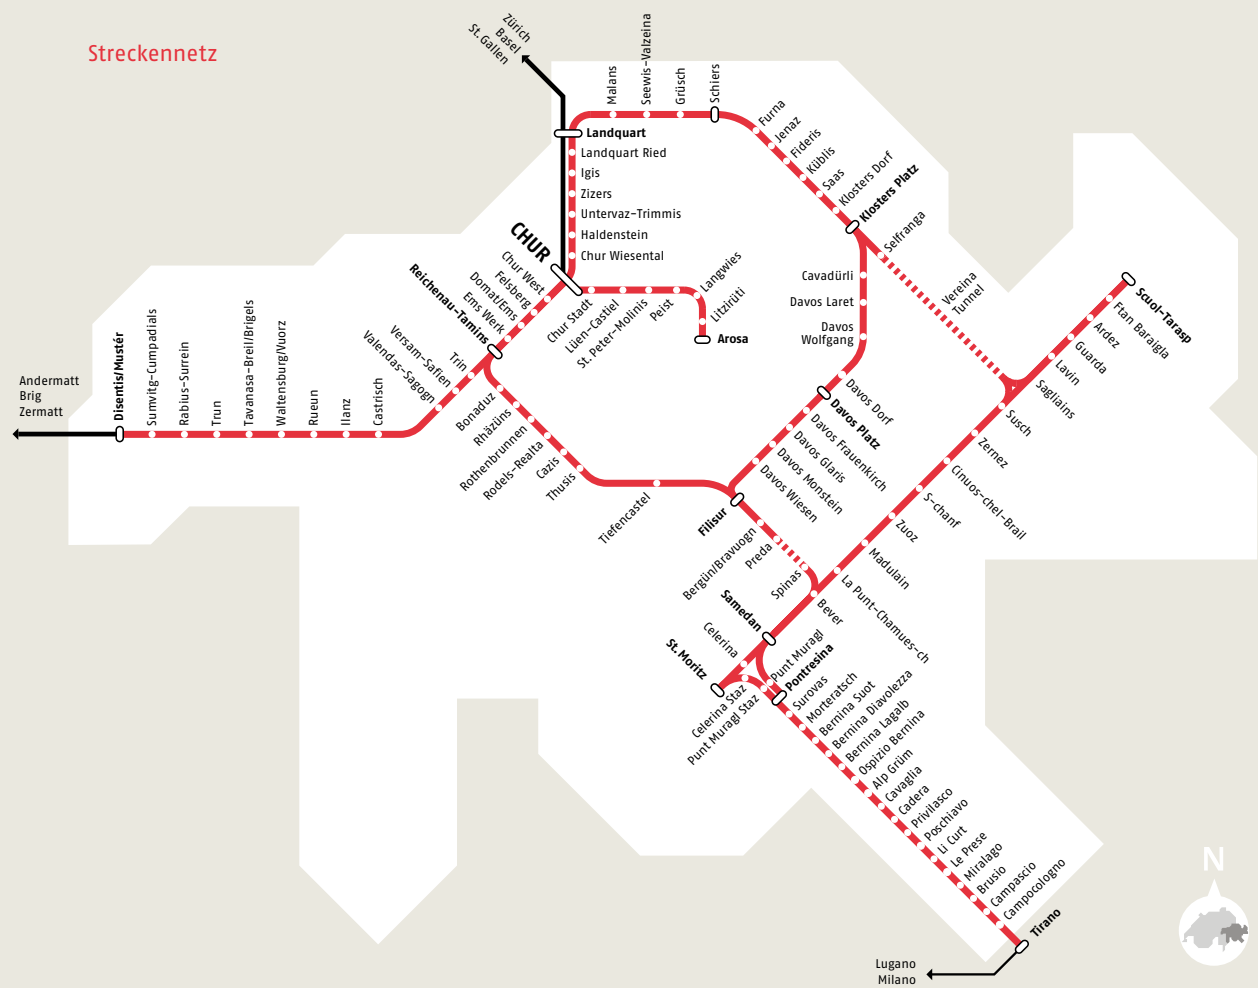 Streckennetz
Zürich
Basel
St. Gallen
Malans
Seewis-Valzeina
Grüsch
Schiers
Furna
Jenaz
Fideris
Küblis
Saas
Klosters Dorf
Klosters Platz
Selfranga
Vereina
Tunnel
Landquart
Landquart Ried
Igis
Zizers
Untervaz-Trimmis
Haldenstein
Chur Wiesental
CHUR
Chur West
Felsberg
Domat/Ems
Ems Werk
Reichenau-Tamins
Chur Stadt
Lüen-Castiel
St. Peter-Molinis
Peist
Langwies
Litzirüti
Arosa
Cavadürli
Davos Laret
Davos
Wolfgang
Davos Dorf
Davos Platz
Davos Frauenkirch
Davos Glaris
Davos Monstein
Davos Wiesen
Filisur
Trin
Versam-Safien
Valendas-Sagogn
Castrisch
Ilanz
Rueun
Waltensburg/Vuorz
Tavanasa-Breil/Brigels
Trun
Rabius-Surrein
Sumvitg-Cumpadials
Disentis/Mustér
Andermatt
Brig
Zermatt
Bonaduz
Rhäzüns
Rothenbrunnen
Rodels-Realta
Cazis
Thusis
Tiefencastel
Bergün/Bravuogn
Preda
Spinas
Bever
Samedan
Celerina
St. Moritz
Celerina Staz
Punt Muragl Staz
Punt Muragl
Pontresina
Surovas
Morteratsch
Bernina Suot
Bernina Diavolezza
Bernina Lagalb
Ospizio Bernina
Alp Grüm
Cavaglia
Cadera
Privilasco
Poschiavo
Li Curt
Le Prese
Miralago
Brusio
Campascio
Campocologno
Tirano
Lugano
Milano
Scuol-Tarasp
Ftan Baraigla
Ardez
Guarda
Lavin
Sagliains
Susch
Zernez
Cinuos-chel-Brail
S-chanf
Zuoz
Madulain
La Punt-Chamues-ch
N